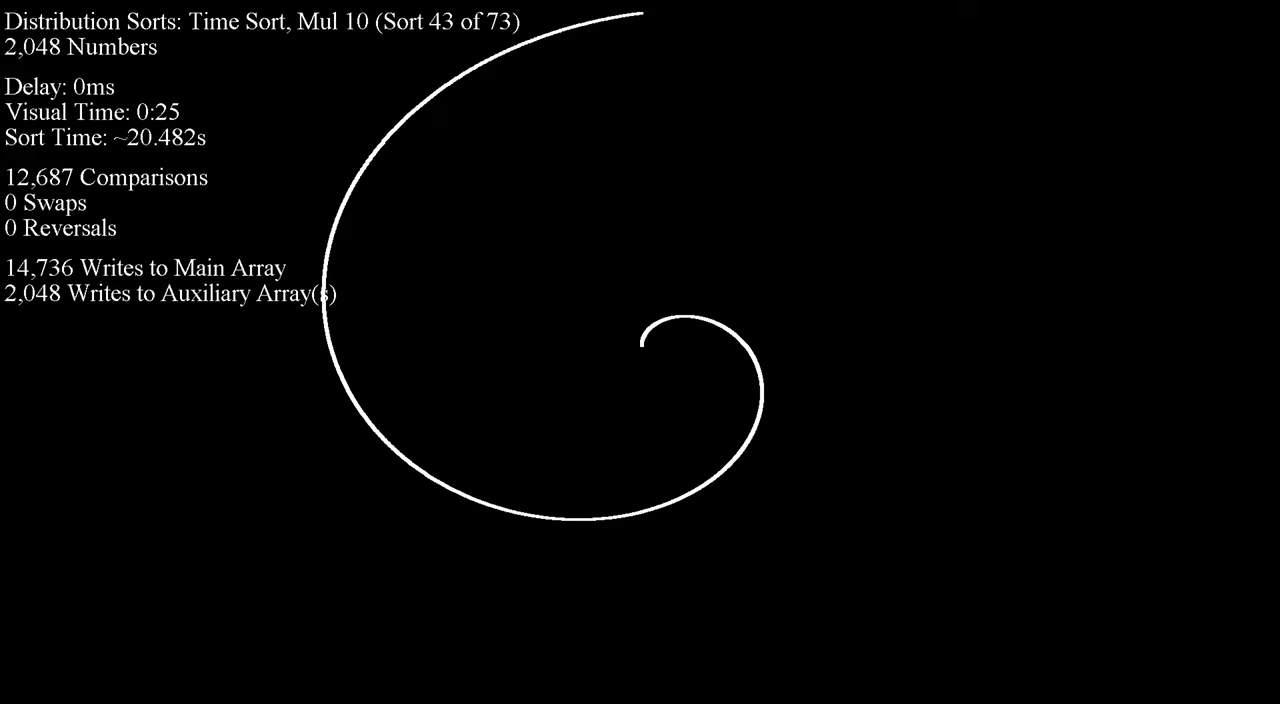 Distribution Sorts: Time Sort, Mul 10 (Sort 43 of 73)
2,048 Numbers
Delay: 0ms
Visual Time: 0:25
Sort Time: ~20.482s
12,687 Comparisons
0 Swaps
0 Reversals
14,736 Writes to Main Array
2,048 Writes to Auxiliary Array(s)